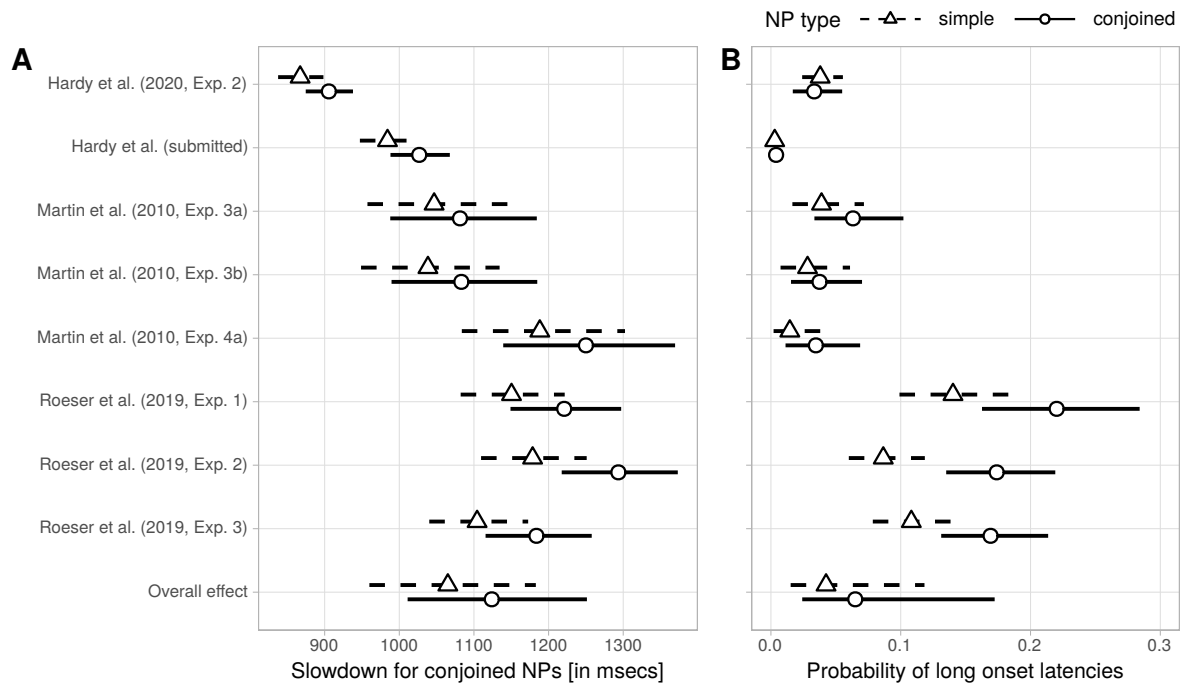 NP type simple conjoined
A B
Hardy et al. (2020, Exp. 2)
Hardy et al. (submitted)
Martin et al. (2010, Exp. 3a)
Martin et al. (2010, Exp. 3b)
Martin et al. (2010, Exp. 4a)
Roeser et al. (2019, Exp. 1)
Roeser et al. (2019, Exp. 2)
Roeser et al. (2019, Exp. 3)
Overall effect
900 1000 1100 1200 1300
Slowdown for conjoined NPs [in msecs]
0.0 0.1 0.2 0.3
Probability of long onset latencies